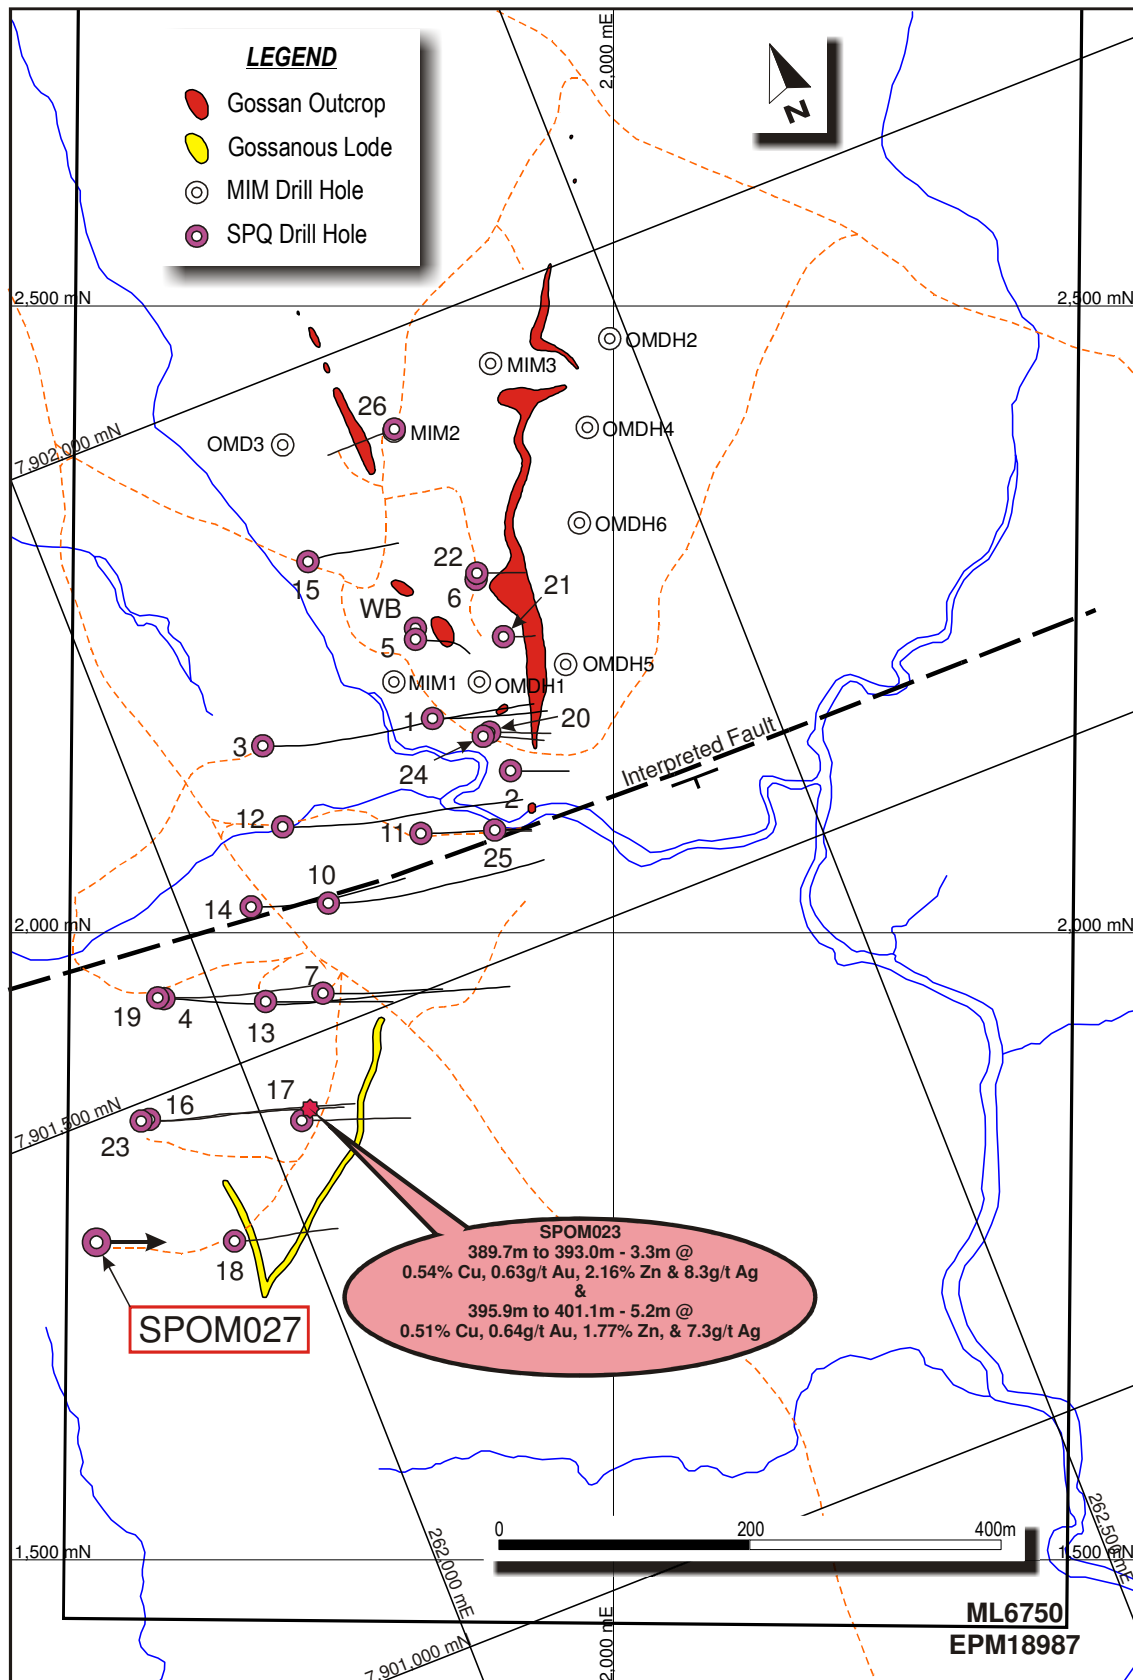 LEGEND
Gossan Outcrop
Gossanous Lode
MIM Drill Hole
SPQ Drill Hole
2,000 mE
N
2,500 mN
2,500 mN
OMDH2
MIM3
26
OMDH4
MIM2
OMD3
7,902,000 mN
OMDH6
22
15
6
21
WB
5
OMDH5
MIM1
OMDH1
1
20
3
24
Interpreted Fault
2
12
11
25
10
14
2,000 mN
2,000 mN
7
19
4
13
17
16
7,901,500 mN
23
SPOM023
389.7m to 393.0m - 3.3m @
0.54% Cu, 0.63g/t Au, 2.16% Zn & 8.3g/t Ag
&
395.9m to 401.1m - 5.2m @
0.51% Cu, 0.64g/t Au, 1.77% Zn, & 7.3g/t Ag
18
SPOM027
0
200
400m
262,000 mE
262,500 mE
1,500 mN
1,500 mN
ML6750
EPM18987
7,901,000 mN
2,000 mE